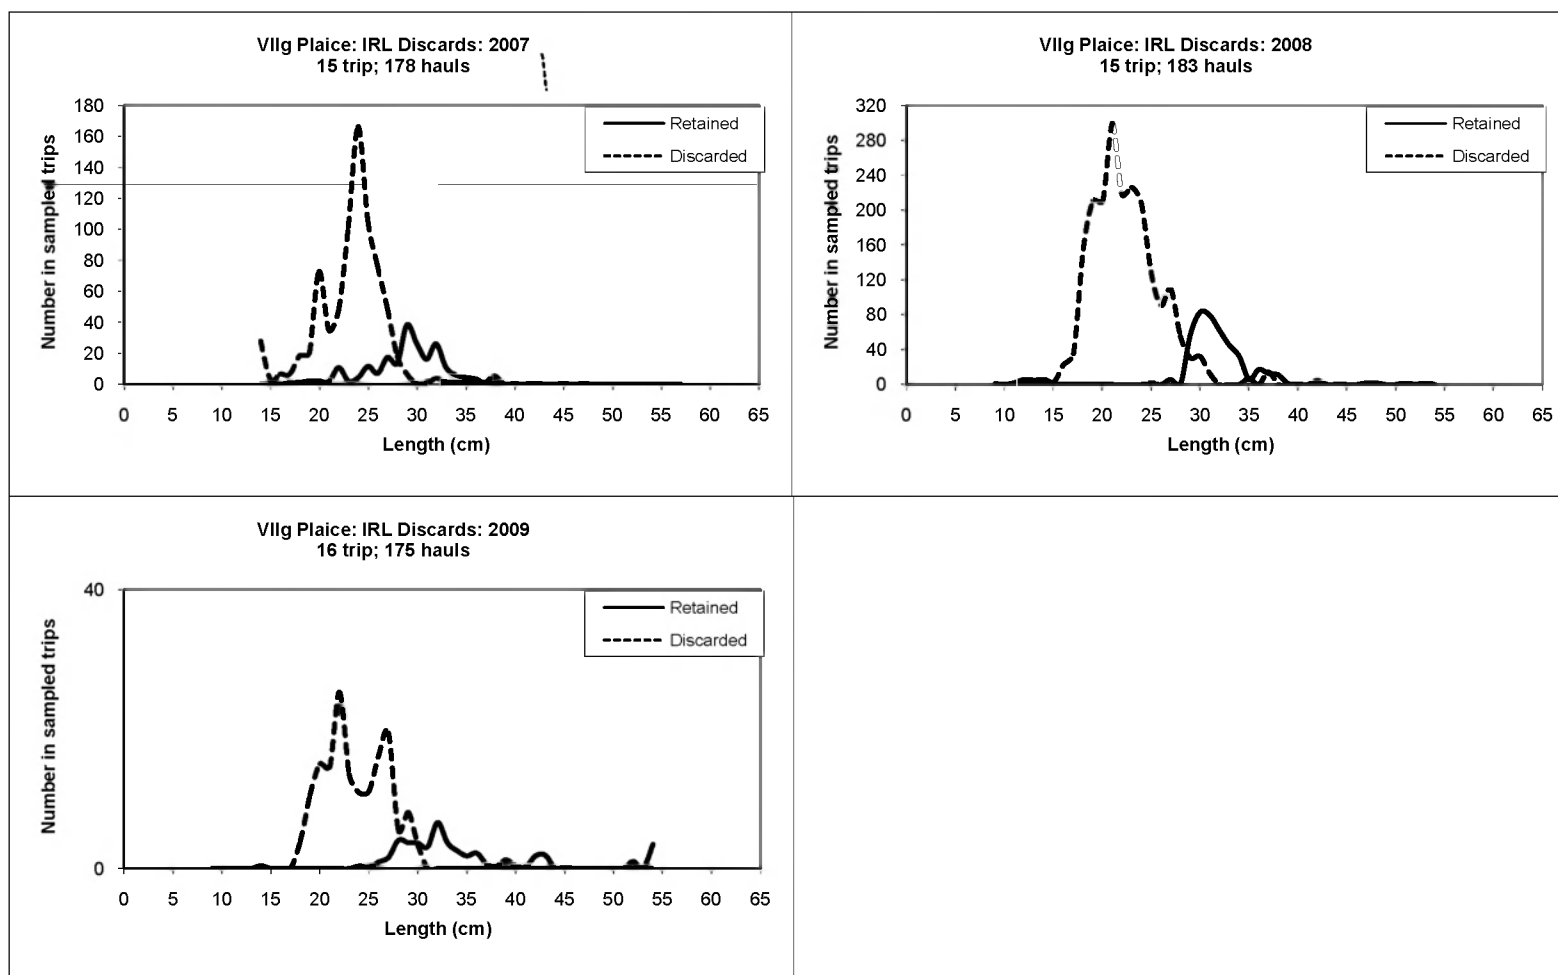 VIIg Plaice: IRL Discards: 2007
15 trip; 178 hauls
Number in sampled trips
180
160
140
120
100
80
60
40
20
0
Retained
Discarded
0 5 10 15 20 25 30 35 40 45 50 55 60 65
Length (cm)
VIIg Plaice: IRL Discards: 2008
15 trip; 183 hauls
Number in sampled trips
320
280
240
200
160
120
80
40
0
Retained
Discarded
0 5 10 15 20 25 30 35 40 45 50 55 60 65
Length (cm)
VIIg Plaice: IRL Discards: 2009
16 trip; 175 hauls
Number in sampled trips
40
0
Retained
Discarded
0 5 10 15 20 25 30 35 40 45 50 55 60 65
Length (cm)